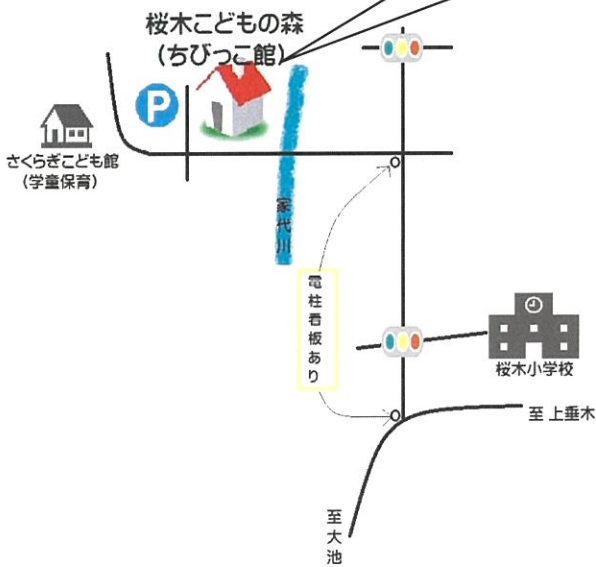 桜木こどもの森
(ちびっこ館)
P
さくらぎこども館
(学童保育)
家代川
電柱看板あり
桜木小学校
至 上垂木
至大池